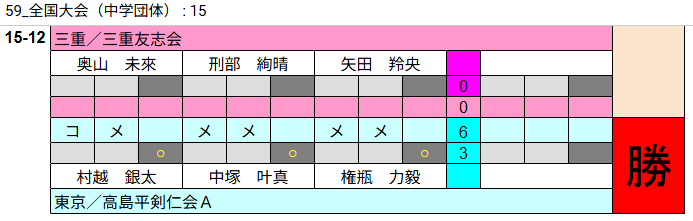 59_全国大会（中学団体）: 15
15-12 三重／三重友志会
奥山　未來 刑部　絢晴 矢田　羚央
0
0
コ メ メ メ メ メ 6
○ ○ ○ 3
勝
村越　銀太 中塚　叶真 権瓶　力毅
東京／高島平剣仁会Ａ